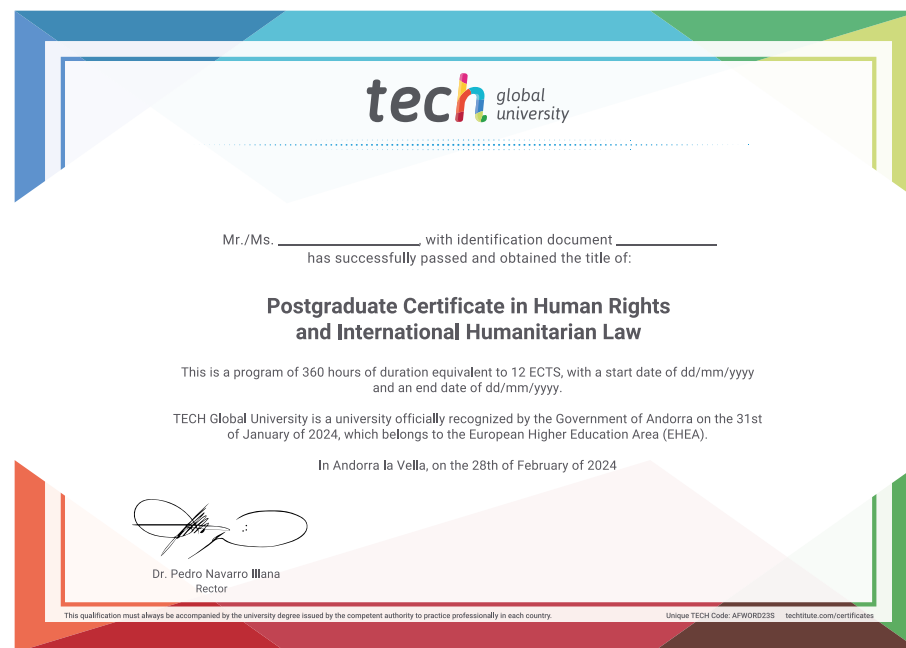 tech global university
Mr./Ms. ____________, with identification document ____________
has successfully passed and obtained the title of:
Postgraduate Certificate in Human Rights
and International Humanitarian Law
This is a program of 360 hours of duration equivalent to 12 ECTS, with a start date of dd/mm/yyyy
and an end date of dd/mm/yyyy.
TECH Global University is a university officially recognized by the Government of Andorra on the 31st
of January of 2024, which belongs to the European Higher Education Area (EHEA).
In Andorra la Vella, on the 28th of February of 2024
Dr. Pedro Navarro Illana
Rector
This qualification must always be accompanied by the university degree issued by the competent authority to practice professionally in each country. Unique TECH Code: AFWORD23S techtitute.com/certificates